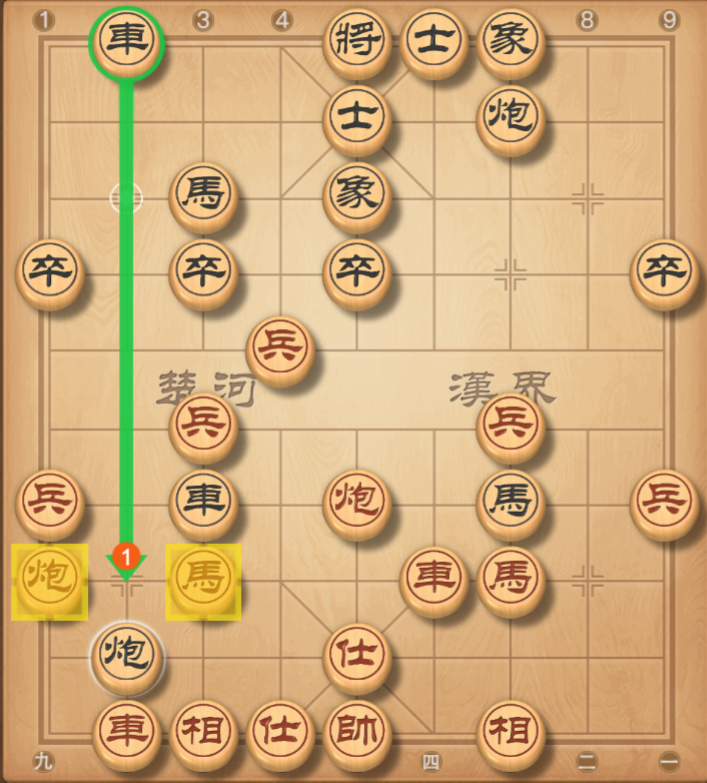 1 3 4 8 9
車 將 士 象
士 炮
馬 象
卒 卒 卒 卒
兵
楚河 漢界
兵 兵
兵 車 炮 馬 兵
1
炮 馬 車 馬
炮 仕
車 相 仕 帥 相
九 四 二 一